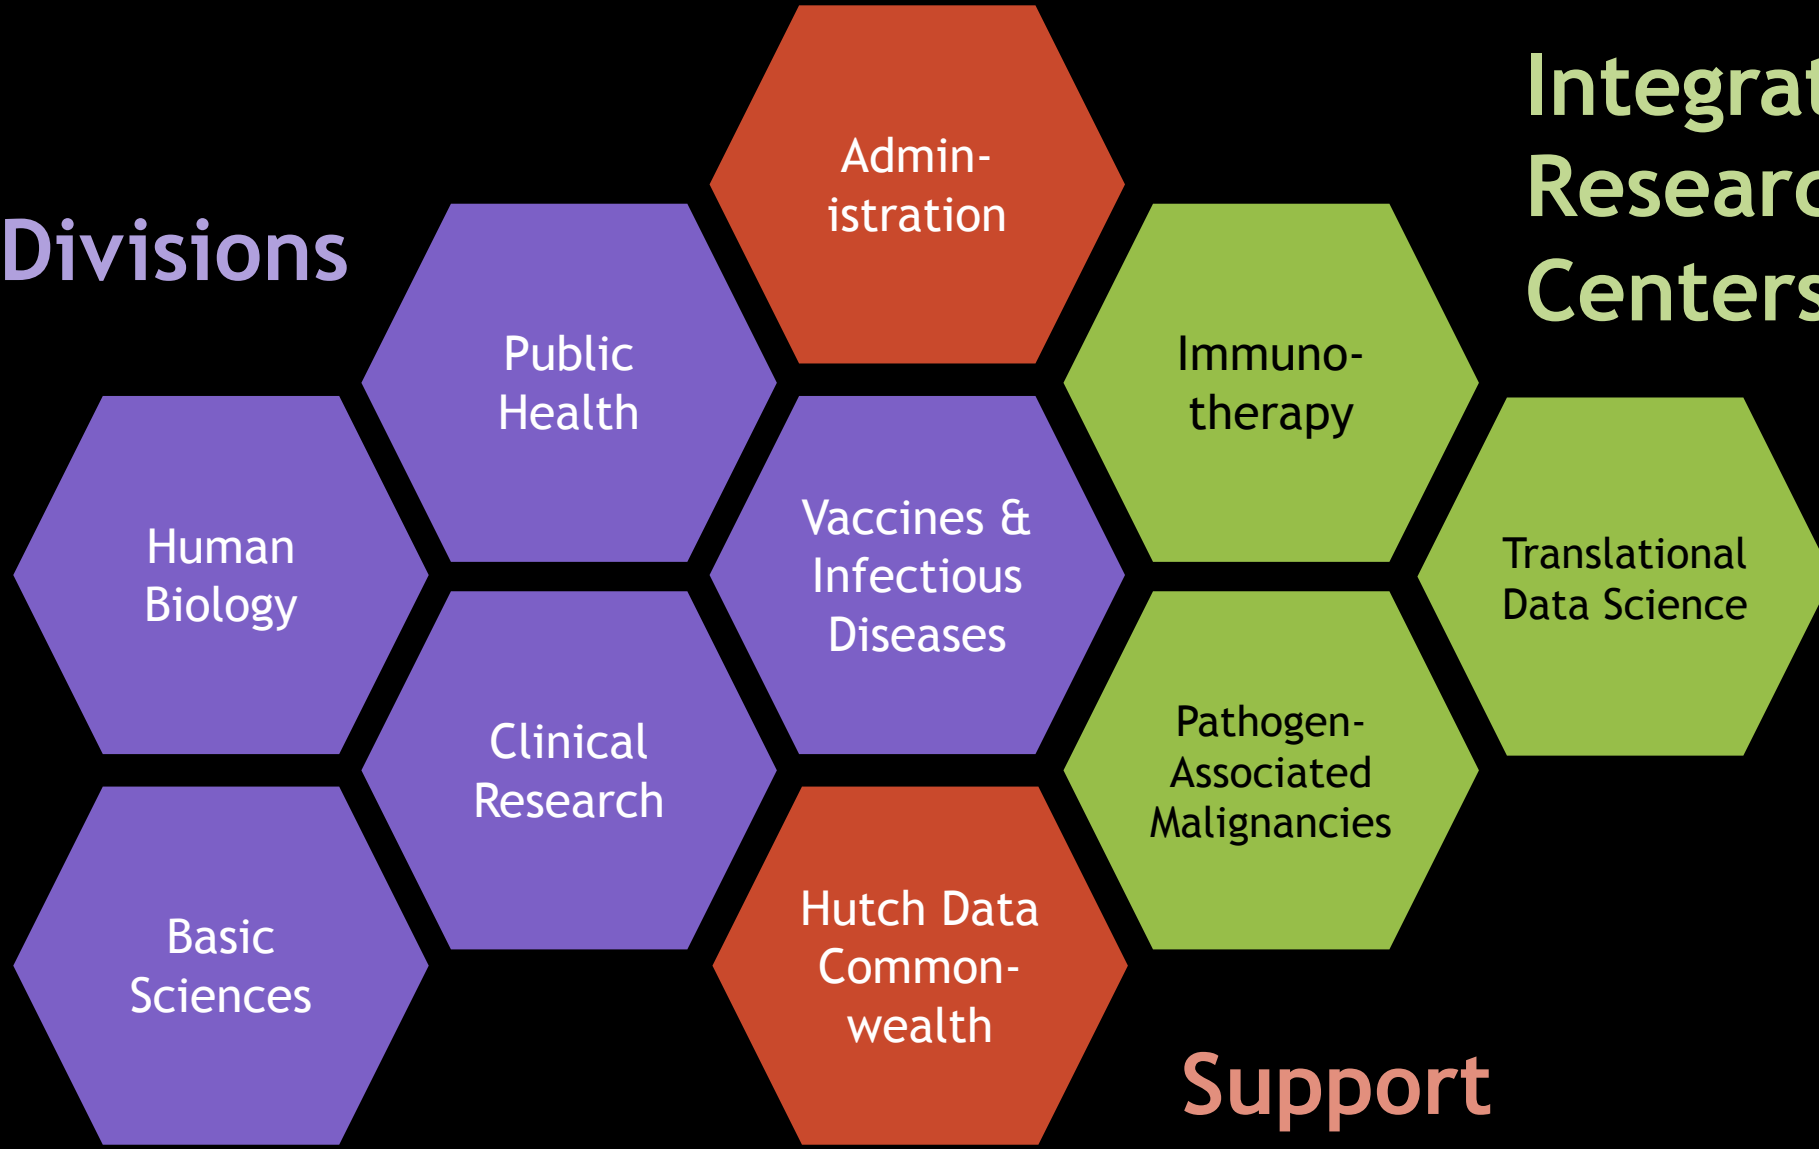 Divisions
Admin-
istration
Integrat
Researc
Centers
Public
Health
Immuno-
therapy
Human
Biology
Vaccines &
Infectious
Diseases
Translational
Data Science
Clinical
Research
Pathogen-
Associated
Malignancies
Basic
Sciences
Hutch Data
Common-
wealth
Support